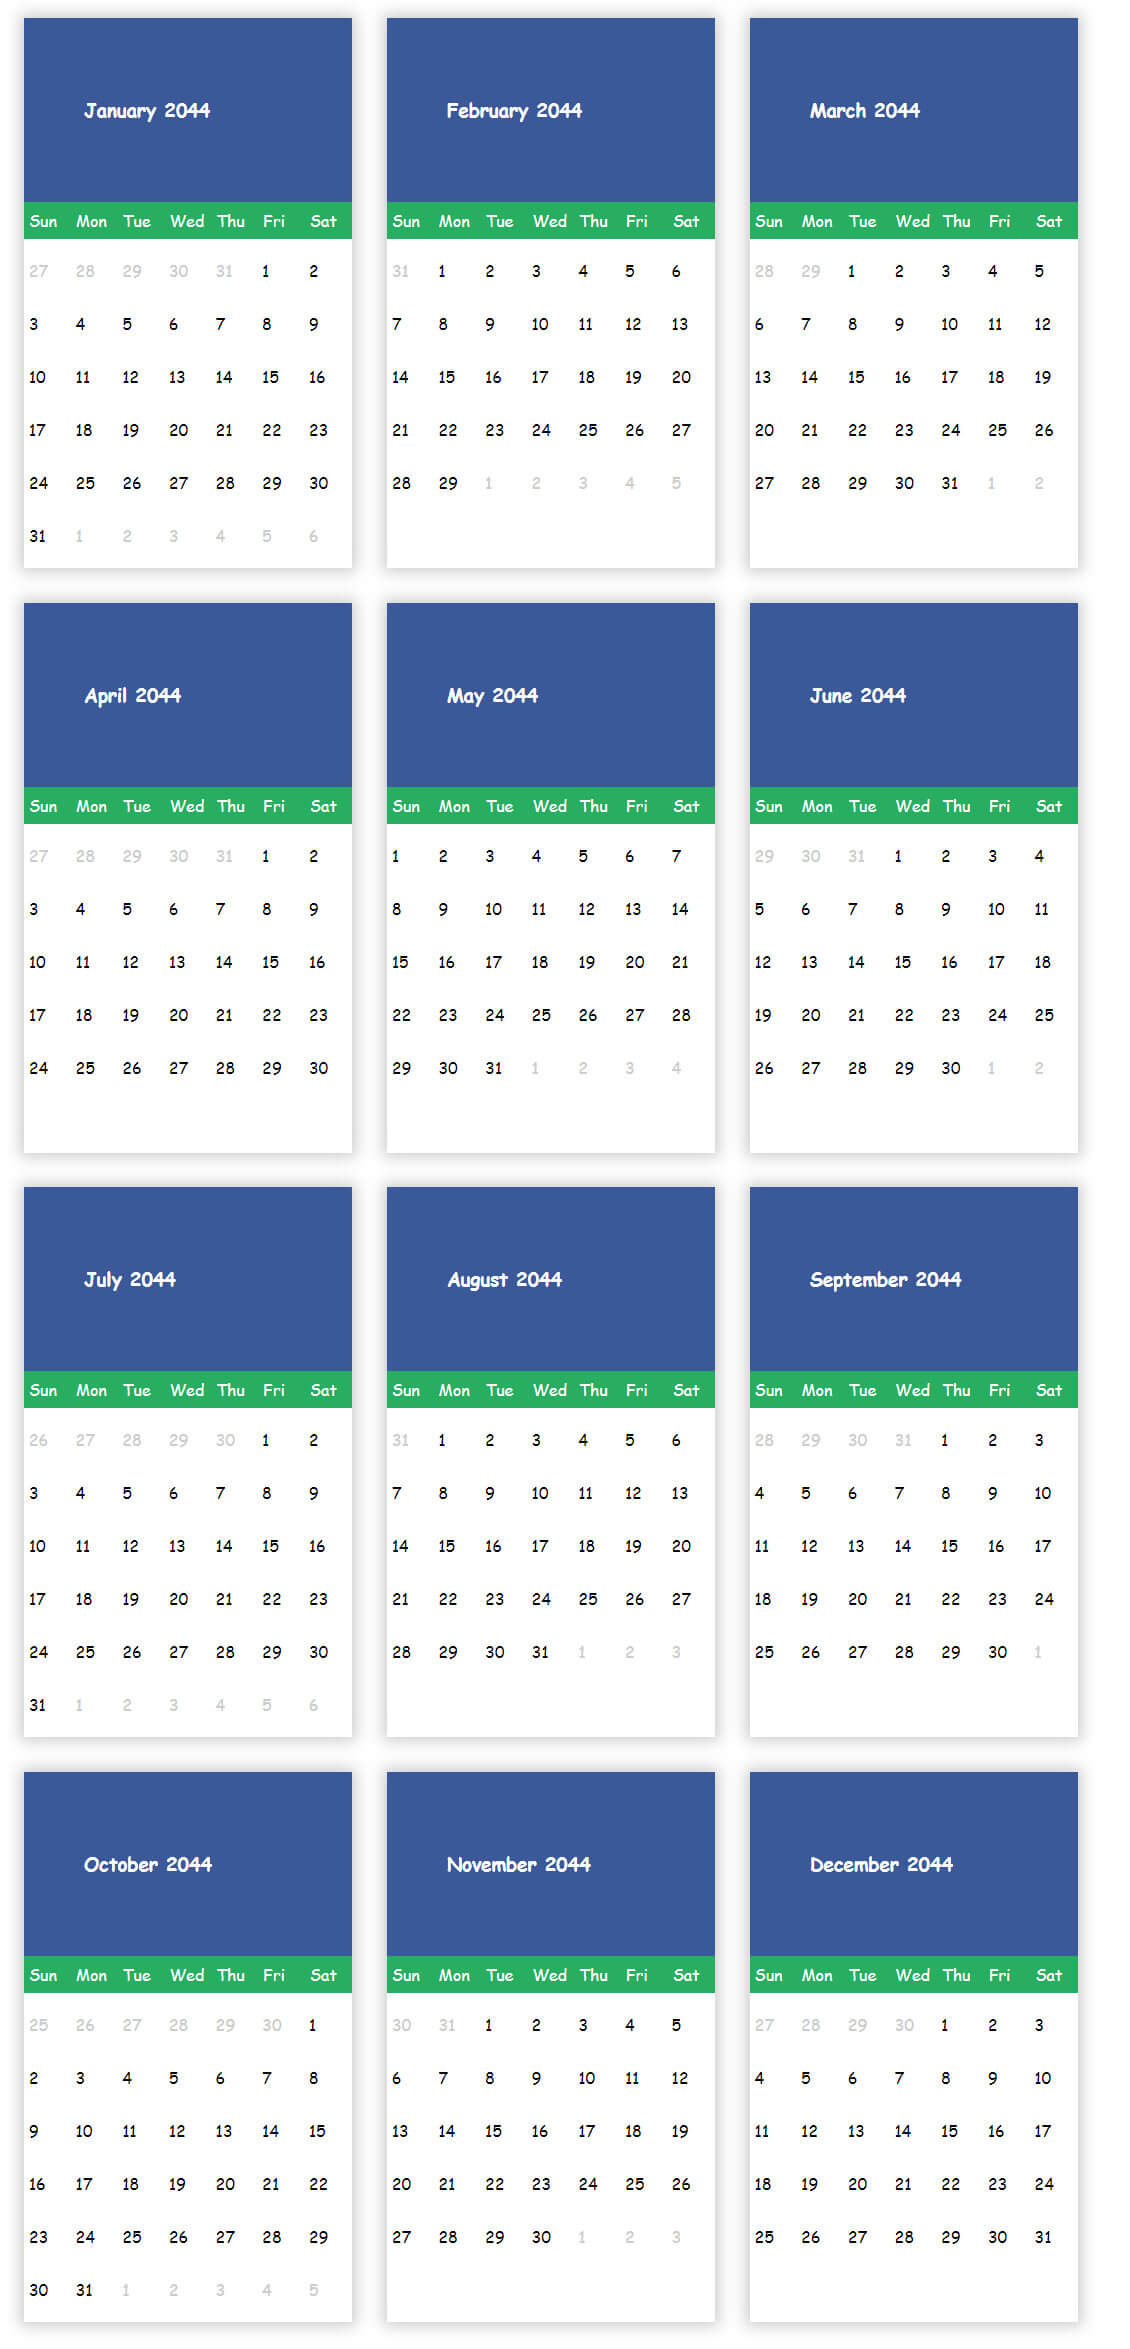 January 2044
Sun Mon Tue Wed Thu Fri Sat
27 28 29 30 31 1 2
3 4 5 6 7 8 9
10 11 12 13 14 15 16
17 18 19 20 21 22 23
24 25 26 27 28 29 30
31 1 2 3 4 5 6
February 2044
Sun Mon Tue Wed Thu Fri Sat
31 1 2 3 4 5 6
7 8 9 10 11 12 13
14 15 16 17 18 19 20
21 22 23 24 25 26 27
28 29 1 2 3 4 5
March 2044
Sun Mon Tue Wed Thu Fri Sat
28 29 1 2 3 4 5
6 7 8 9 10 11 12
13 14 15 16 17 18 19
20 21 22 23 24 25 26
27 28 29 30 31 1 2
April 2044
Sun Mon Tue Wed Thu Fri Sat
27 28 29 30 31 1 2
3 4 5 6 7 8 9
10 11 12 13 14 15 16
17 18 19 20 21 22 23
24 25 26 27 28 29 30
May 2044
Sun Mon Tue Wed Thu Fri Sat
1 2 3 4 5 6 7
8 9 10 11 12 13 14
15 16 17 18 19 20 21
22 23 24 25 26 27 28
29 30 31 1 2 3 4
June 2044
Sun Mon Tue Wed Thu Fri Sat
29 30 31 1 2 3 4
5 6 7 8 9 10 11
12 13 14 15 16 17 18
19 20 21 22 23 24 25
26 27 28 29 30 1 2
July 2044
Sun Mon Tue Wed Thu Fri Sat
26 27 28 29 30 1 2
3 4 5 6 7 8 9
10 11 12 13 14 15 16
17 18 19 20 21 22 23
24 25 26 27 28 29 30
31 1 2 3 4 5 6
August 2044
Sun Mon Tue Wed Thu Fri Sat
31 1 2 3 4 5 6
7 8 9 10 11 12 13
14 15 16 17 18 19 20
21 22 23 24 25 26 27
28 29 30 31 1 2 3
September 2044
Sun Mon Tue Wed Thu Fri Sat
28 29 30 31 1 2 3
4 5 6 7 8 9 10
11 12 13 14 15 16 17
18 19 20 21 22 23 24
25 26 27 28 29 30 1
October 2044
Sun Mon Tue Wed Thu Fri Sat
25 26 27 28 29 30 1
2 3 4 5 6 7 8
9 10 11 12 13 14 15
16 17 18 19 20 21 22
23 24 25 26 27 28 29
30 31 1 2 3 4 5
November 2044
Sun Mon Tue Wed Thu Fri Sat
30 31 1 2 3 4 5
6 7 8 9 10 11 12
13 14 15 16 17 18 19
20 21 22 23 24 25 26
27 28 29 30 1 2 3
December 2044
Sun Mon Tue Wed Thu Fri Sat
27 28 29 30 1 2 3
4 5 6 7 8 9 10
11 12 13 14 15 16 17
18 19 20 21 22 23 24
25 26 27 28 29 30 31